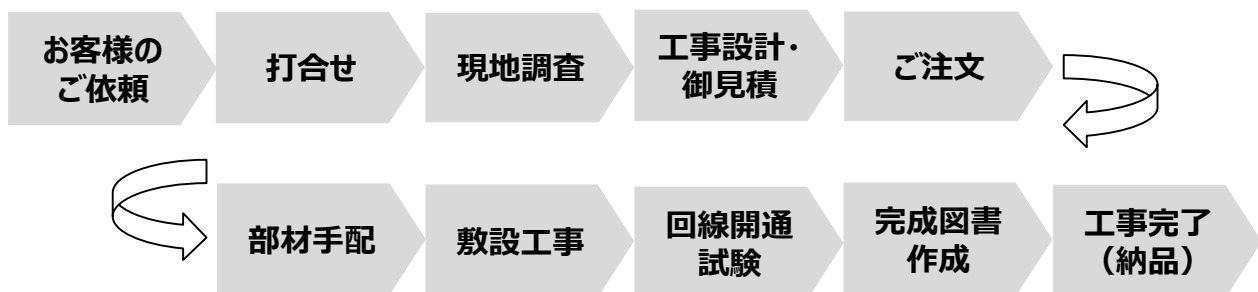 お客様の
ご依頼
打合せ
現地調査
工事設計・
御見積
ご注文
部材手配
敷設工事
回線開通
試験
完成図書
作成
工事完了
（納品）